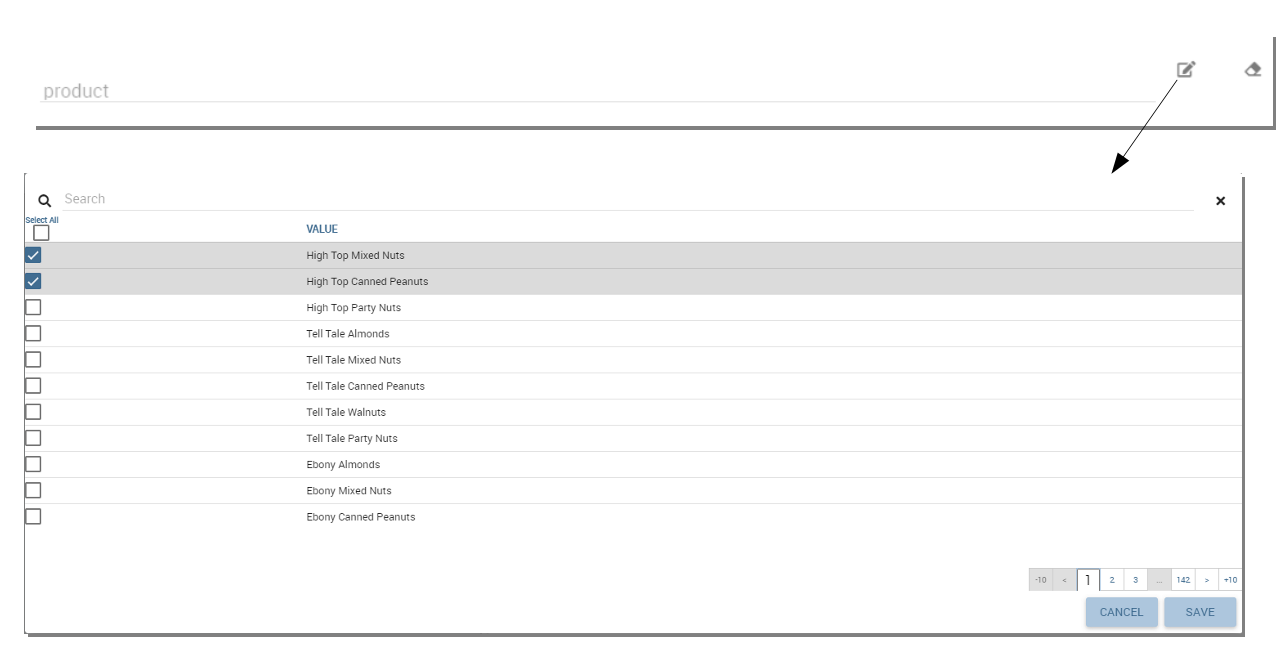 product
Search
Select All
VALUE
High Top Mixed Nuts
High Top Canned Peanuts
High Top Party Nuts
Tell Tale Almonds
Tell Tale Mixed Nuts
Tell Tale Canned Peanuts
Tell Tale Walnuts
Tell Tale Party Nuts
Ebony Almonds
Ebony Mixed Nuts
Ebony Canned Peanuts
-10 < 1 2 3 ... 142 > +10
CANCEL SAVE